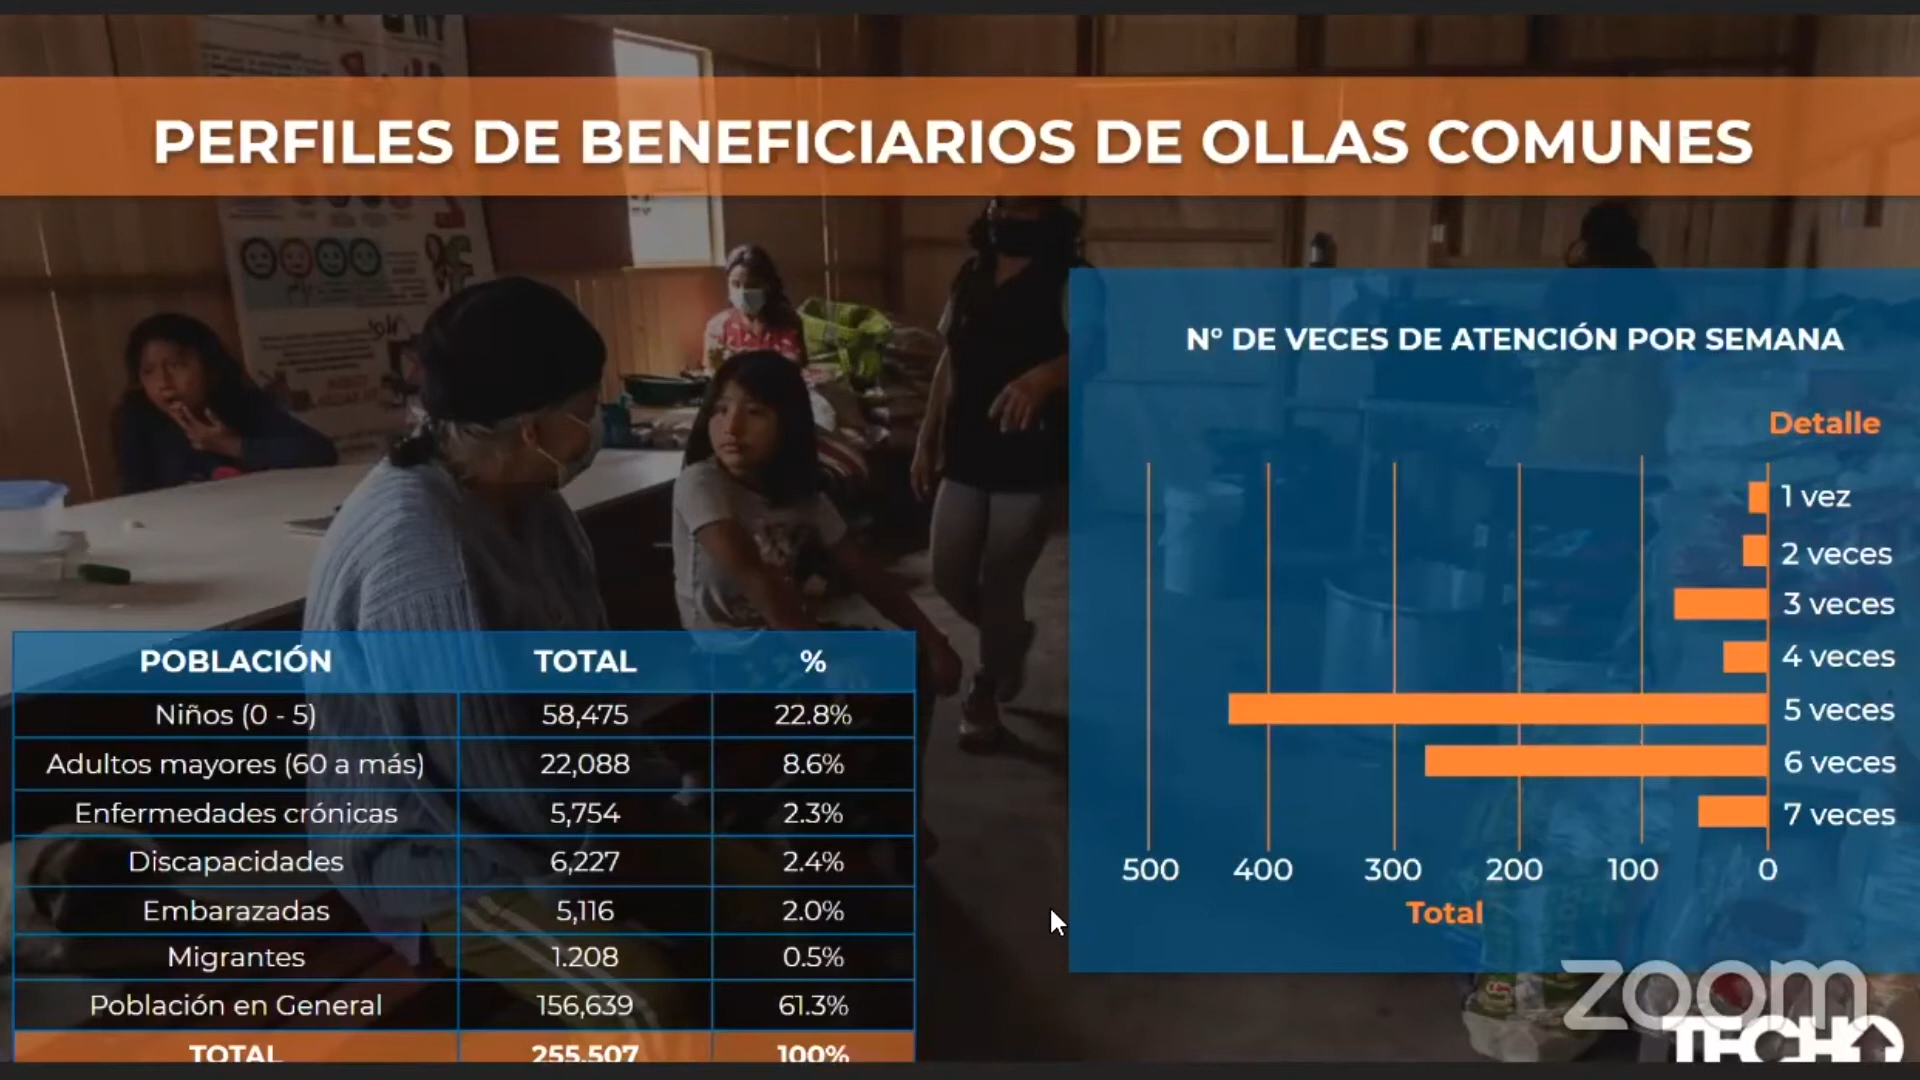 PERFILES DE BENEFICIARIOS DE OLLAS COMUNES
POBLACIÓN TOTAL %
Niños (0 - 5) 58,475 22.8%
Adultos mayores (60 a más) 22,088 8.6%
Enfermedades crónicas 5,754 2.3%
Discapacidades 6,227 2.4%
Embarazadas 5,116 2.0%
Migrantes 1.208 0.5%
Población en General 156,639 61.3%
TOTAL 255,507 100%
Nº DE VECES DE ATENCIÓN POR SEMANA
Detalle
1 vez
2 veces
3 veces
4 veces
5 veces
6 veces
7 veces
500 400 300 200 100 0
Total
zoom
TECHO